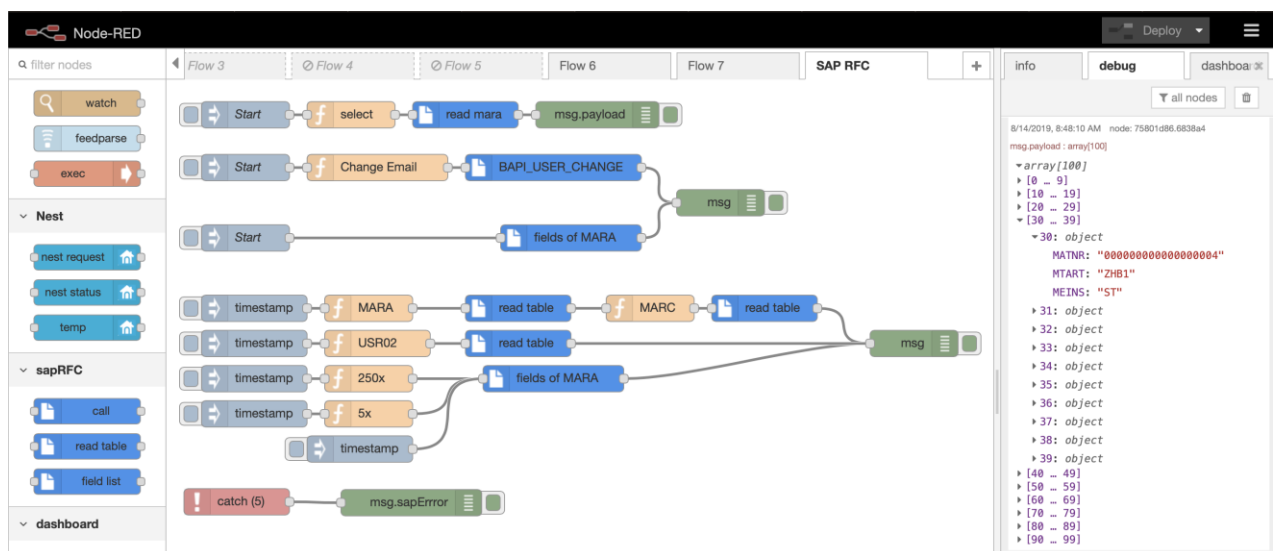 Node-RED
Deploy
filter nodes
Flow 3
Flow 4
Flow 5
Flow 6
Flow 7
SAP RFC
+
info
debug
dashboar
watch
feedparse
exec
Nest
nest request
nest status
temp
sapRFC
call
read table
field list
dashboard
Start
f
select
read mara
msg.payload
Start
f
Change Email
BAPI_USER_CHANGE
msg
Start
fields of MARA
timestamp
f
MARA
read table
f
MARC
read table
timestamp
f
USR02
read table
msg
timestamp
f
250x
fields of MARA
timestamp
f
5x
timestamp
catch (5)
msg.sapErrror
all nodes
8/14/2019, 8:48:10 AM node: 75801d86.6838a4
msg.payload : array[100]
array[100]
[0 … 9]
[10 … 19]
[20 … 29]
[30 … 39]
30: object
MATNR: "000000000000000004"
MTART: "ZHB1"
MEINS: "ST"
31: object
32: object
33: object
34: object
35: object
36: object
37: object
38: object
39: object
[40 … 49]
[50 … 59]
[60 … 69]
[70 … 79]
[80 … 89]
[90 … 99]